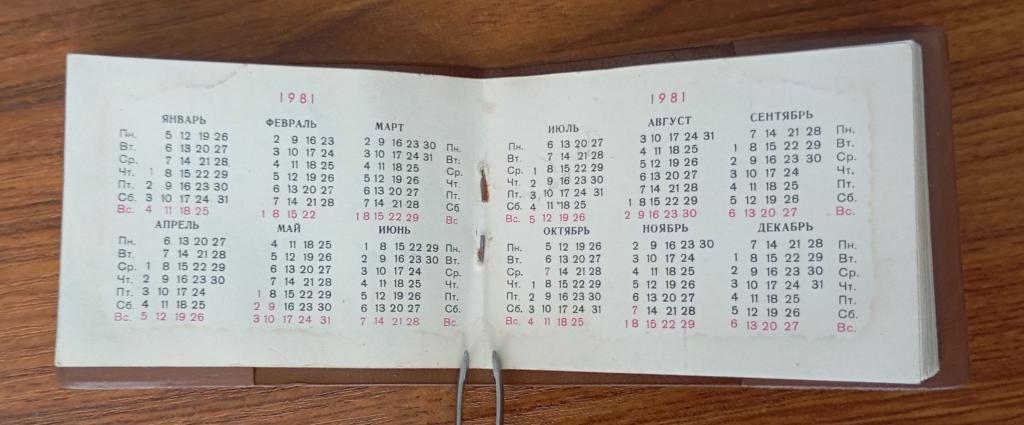 1981
ЯНВАРЬ ФЕВРАЛЬ МАРТ
Пн. 5 12 19 26 2 9 16 23 2 9 16 23 30 Пн.
Вт. 6 13 20 27 3 10 17 24 3 10 17 24 31 Вт.
Ср. 7 14 21 28 4 11 18 25 4 11 18 25 Ср.
Чт. 1 8 15 22 29 5 12 19 26 5 12 19 26 Чт.
Пт. 2 9 16 23 30 6 13 20 27 6 13 20 27 Пт.
Сб. 3 10 17 24 31 7 14 21 28 7 14 21 28 Сб.
Вс. 4 11 18 25 1 8 15 22 1 8 15 22 29 Вс
АПРЕЛЬ МАЙ ИЮНЬ
Пн. 6 13 20 27 4 11 18 25 1 8 15 22 29 Пн.
Вт. 7 14 21 28 5 12 19 26 2 9 16 23 30 Вт.
Ср. 1 8 15 22 29 6 13 20 27 3 10 17 24 Ср.
Чт. 2 9 16 23 30 7 14 21 28 4 11 18 25 Чт.
Пт. 3 10 17 24 1 8 15 22 29 5 12 19 26 Пт.
Сб. 4 11 18 25 2 9 16 23 30 6 13 20 27 Сб.
Вс. 5 12 19 26 3 10 17 24 31 7 14 21 28 Вс.
1981
ИЮЛЬ АВГУСТ СЕНТЯБРЬ
Пн. 6 13 20 27 3 10 17 24 31 7 14 21 28 Пн.
Вт. 7 14 21 28 4 11 18 25 1 8 15 22 29 Вт.
Ср. 1 8 15 22 29 5 12 19 26 2 9 16 23 30 Ср.
Чт. 2 9 16 23 30 6 13 20 27 3 10 17 24 Чт.
Пт. 3 10 17 24 31 7 14 21 28 4 11 18 25 Пт.
Сб. 4 11 18 25 1 8 15 22 29 5 12 19 26 Сб.
Вс. 5 12 19 26 2 9 16 23 30 6 13 20 27 Вс.
ОКТЯБРЬ НОЯБРЬ ДЕКАБРЬ
Пн. 5 12 19 26 2 9 16 23 30 7 14 21 28 Пн.
Вт. 6 13 20 27 3 10 17 24 1 8 15 22 29 Вт.
Ср. 7 14 21 28 4 11 18 25 2 9 16 23 30 Ср.
Чт. 1 8 15 22 29 5 12 19 26 3 10 17 24 31 Чт.
Пт. 2 9 16 23 30 6 13 20 27 4 11 18 25 Пт.
Сб. 3 10 17 24 31 7 14 21 28 5 12 19 26 Сб.
Вс. 4 11 18 25 1 8 15 22 29 6 13 20 27 Вс.